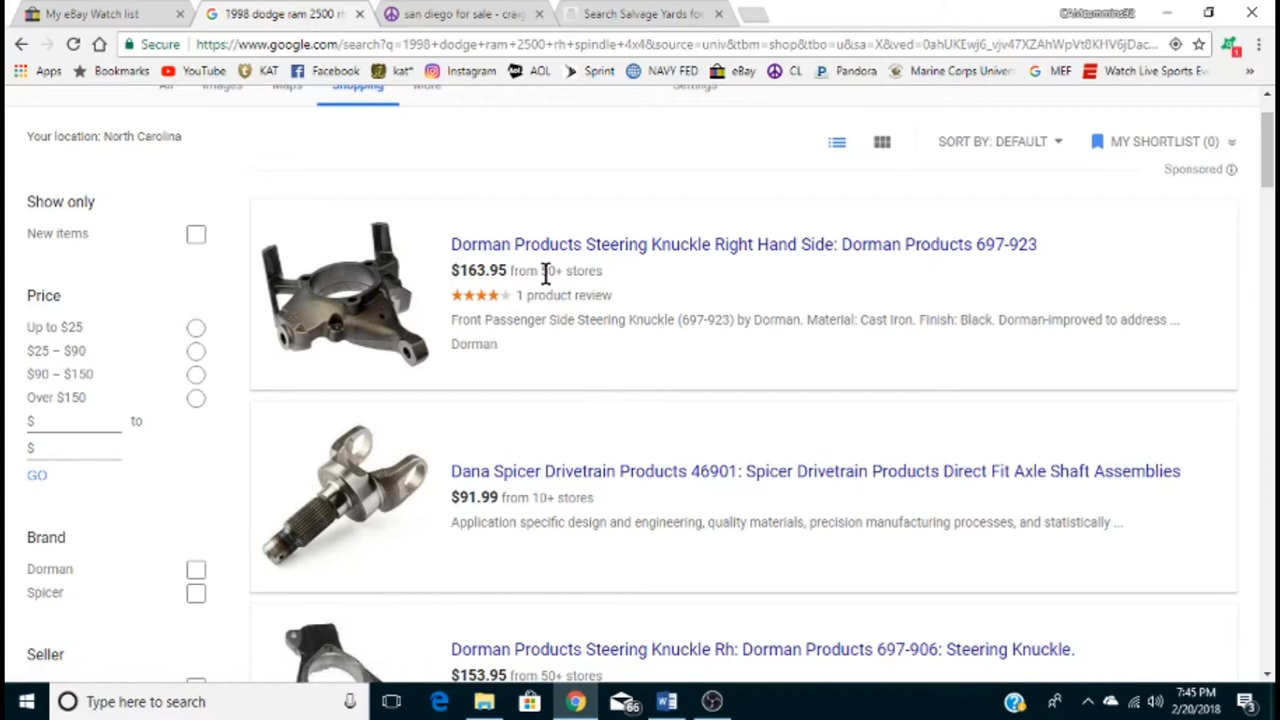 My eBay Watch list
1998 dodge ram 2500 rh
san diego for sale - craig
Search Salvage Yards for
CAMcummins92
Secure
https://www.google.com/search?q=1998+dodge+ram+2500+rh+spindle+4x4&source=univ&tbm=shop&tbo=u&sa=X&ved=0ahUKEwj6_vjv47XZAhWpVt8KHV6jDac...
Apps
Bookmarks
YouTube
KAT
Facebook
kat*
Instagram
AOL
Sprint
NAVY FED
eBay
CL
Pandora
Marine Corps Univer
MEF
Watch Live Sports Ev
»
All
Images
Maps
Shopping
More
Settings
Your location: North Carolina
SORT BY: DEFAULT
MY SHORTLIST (0)
Sponsored
Show only
New items
Price
Up to $25
$25 – $90
$90 – $150
Over $150
$
to
$
GO
Brand
Dorman
Spicer
Seller
Dorman Products Steering Knuckle Right Hand Side: Dorman Products 697-923
$163.95 from 50+ stores
1 product review
Front Passenger Side Steering Knuckle (697-923) by Dorman. Material: Cast Iron. Finish: Black. Dorman-improved to address ...
Dorman
Dana Spicer Drivetrain Products 46901: Spicer Drivetrain Products Direct Fit Axle Shaft Assemblies
$91.99 from 10+ stores
Application specific design and engineering, quality materials, precision manufacturing processes, and statistically ...
Dorman Products Steering Knuckle Rh: Dorman Products 697-906: Steering Knuckle.
$153.95 from 50+ stores
Type here to search
66
7:45 PM
2/20/2018
3